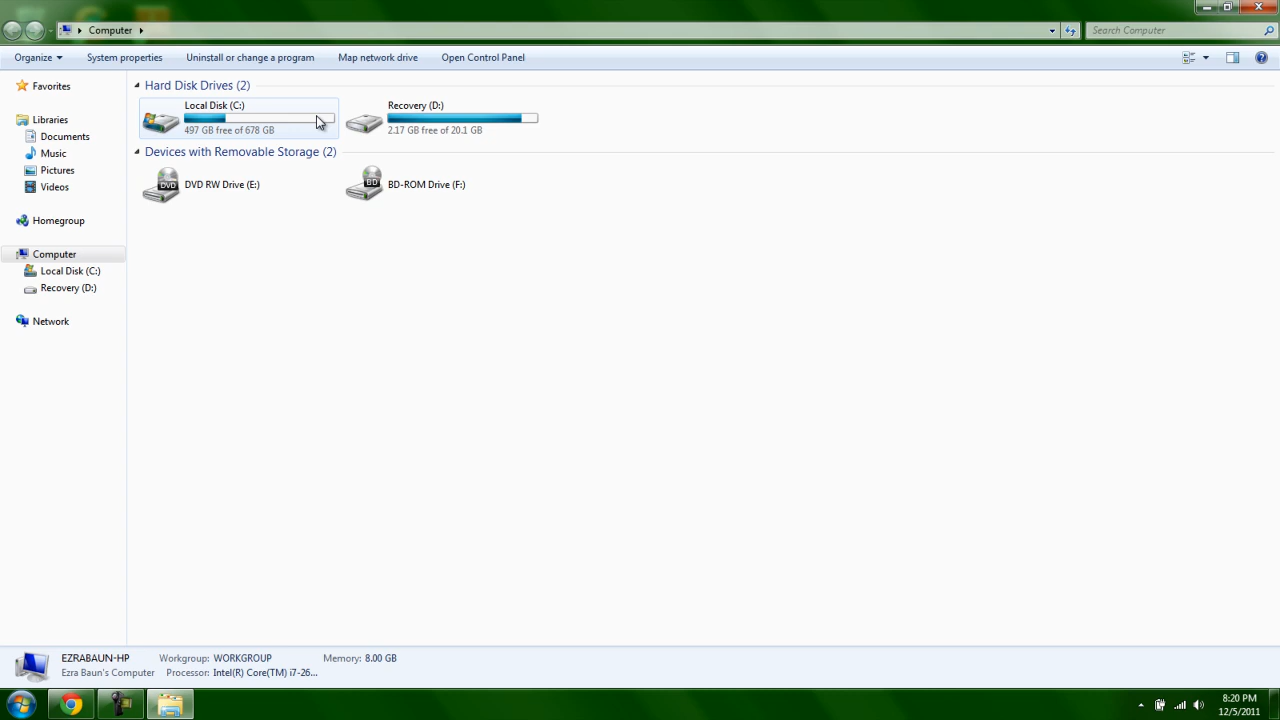 Computer
Search Computer
Organize
System properties
Uninstall or change a program
Map network drive
Open Control Panel
Favorites
Libraries
Documents
Music
Pictures
Videos
Homegroup
Computer
Local Disk (C:)
Recovery (D:)
Network
Hard Disk Drives (2)
Local Disk (C:)
497 GB free of 678 GB
Recovery (D:)
2.17 GB free of 20.1 GB
Devices with Removable Storage (2)
DVD
DVD RW Drive (E:)
BD
BD-ROM Drive (F:)
EZRABAUN-HP
Workgroup: WORKGROUP
Memory: 8.00 GB
Ezra Baun's Computer
Processor: Intel(R) Core(TM) i7-26...
8:20 PM
12/5/2011